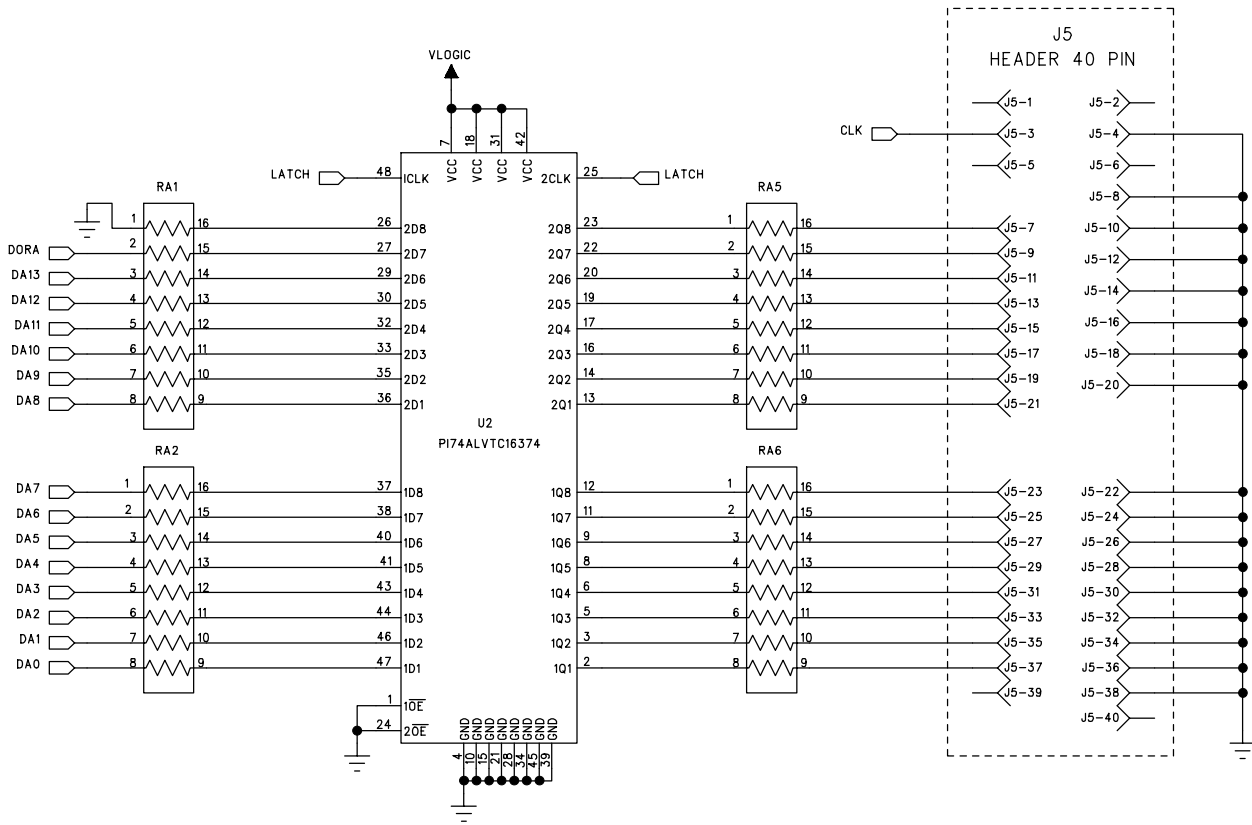 J5
HEADER 40 PIN
VLOGIC
J5-1 J5-2
CLK J5-3 J5-4
7 18 31 42
VCC VCC VCC VCC
J5-5 J5-6
LATCH 48 1CLK 2CLK 25 LATCH
RA1 RA5
J5-8
1 16 26 2D8 2Q8 23 1 16 J5-7 J5-10
DORA 2 15 27 2D7 2Q7 22 2 15 J5-9 J5-12
DA13 3 14 29 2D6 2Q6 20 3 14 J5-11 J5-14
DA12 4 13 30 2D5 2Q5 19 4 13 J5-13
DA11 5 12 32 2D4 2Q4 17 5 12 J5-15 J5-16
DA10 6 11 33 2D3 2Q3 16 6 11 J5-17 J5-18
DA9 7 10 35 2D2 2Q2 14 7 10 J5-19 J5-20
DA8 8 9 36 2D1 2Q1 13 8 9 J5-21
U2
PI74ALVTC16374
RA2 RA6
DA7 1 16 37 1D8 1Q8 12 1 16 J5-23 J5-22
DA6 2 15 38 1D7 1Q7 11 2 15 J5-25 J5-24
DA5 3 14 40 1D6 1Q6 9 3 14 J5-27 J5-26
DA4 4 13 41 1D5 1Q5 8 4 13 J5-29 J5-28
DA3 5 12 43 1D4 1Q4 6 5 12 J5-31 J5-30
DA2 6 11 44 1D3 1Q3 5 6 11 J5-33 J5-32
DA1 7 10 46 1D2 1Q2 3 7 10 J5-35 J5-34
DA0 8 9 47 1D1 1Q1 2 8 9 J5-37 J5-36
J5-39 J5-38
1 1OE
J5-40
24 2OE
GND GND GND GND GND GND GND GND
4 10 15 21 28 34 45 39